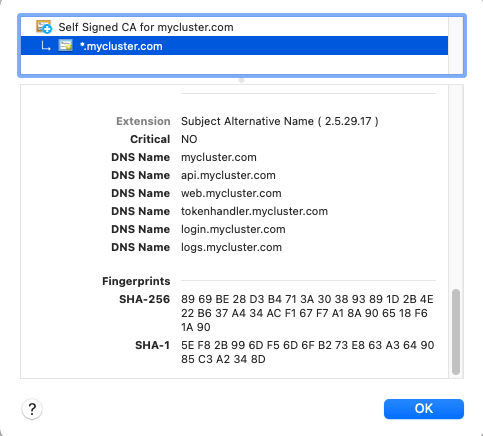 Self Signed CA for mycluster.com
*.mycluster.com
Extension Subject Alternative Name ( 2.5.29.17 )
Critical NO
DNS Name mycluster.com
DNS Name api.mycluster.com
DNS Name web.mycluster.com
DNS Name tokenhandler.mycluster.com
DNS Name login.mycluster.com
DNS Name logs.mycluster.com
Fingerprints
SHA-256 89 69 BE 28 D3 B4 71 3A 30 38 93 89 1D 2B 4E
22 B6 37 A4 34 AC F1 67 F7 A1 8A 90 65 18 F6
1A 90
SHA-1 5E F8 2B 99 6D F5 6D 6F B2 73 E8 63 A3 64 90
85 C3 A2 34 8D
? OK